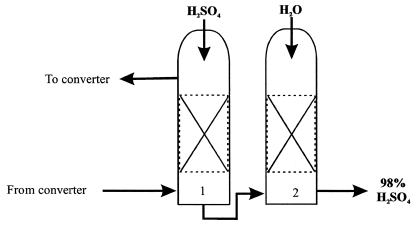 H₂SO₄
H₂O
To converter
From converter
1
2
98%
H₂SO₄